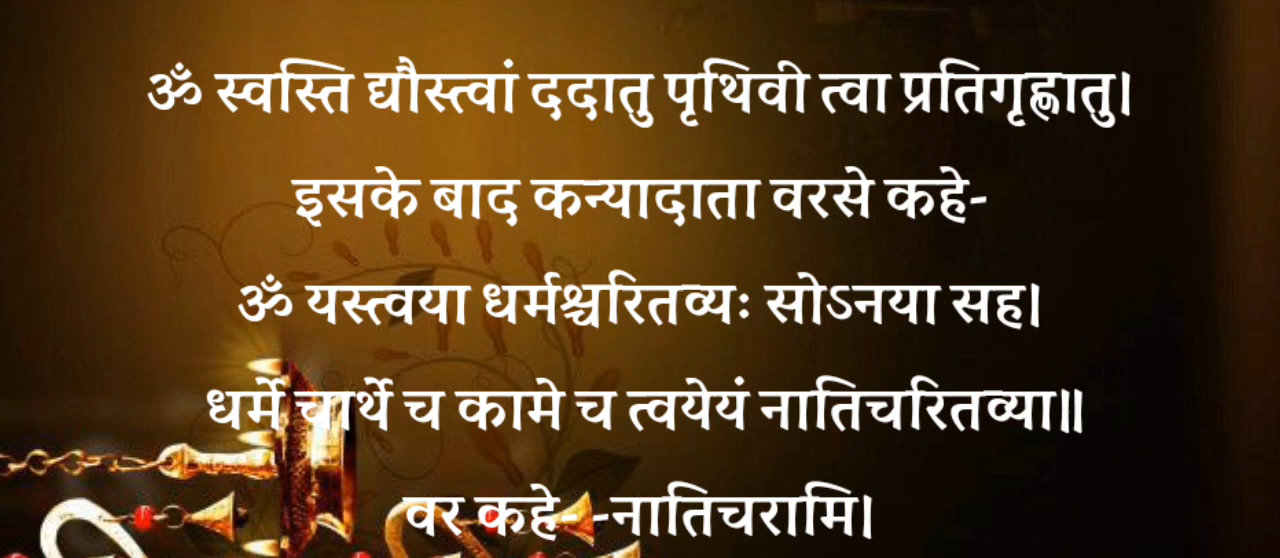 ॐ स्वस्ति द्यौस्त्वां ददातु पृथिवी त्वा प्रतिगृह्णातु।
इसके बाद कन्यादाता वरसे कहे-
ॐ यस्त्वया धर्मश्चरितव्यः सोऽनया सह।
धर्मे चार्थे च कामे च त्वयेयं नातिचरितव्या॥
वर कहे- -नातिचरामि।